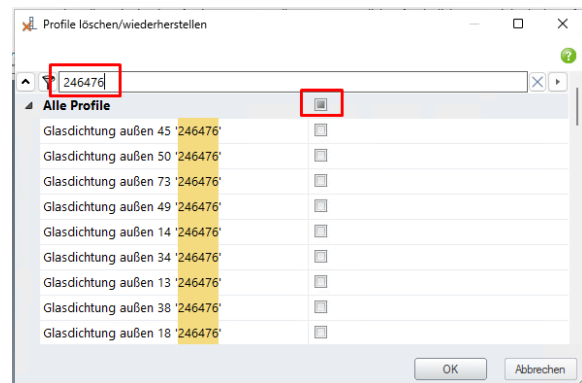 Profile löschen/wiederherstellen
246476
Alle Profile
Glasdichtung außen 45 '246476'
Glasdichtung außen 50 '246476'
Glasdichtung außen 73 '246476'
Glasdichtung außen 49 '246476'
Glasdichtung außen 14 '246476'
Glasdichtung außen 34 '246476'
Glasdichtung außen 13 '246476'
Glasdichtung außen 38 '246476'
Glasdichtung außen 18 '246476'
OK Abbrechen